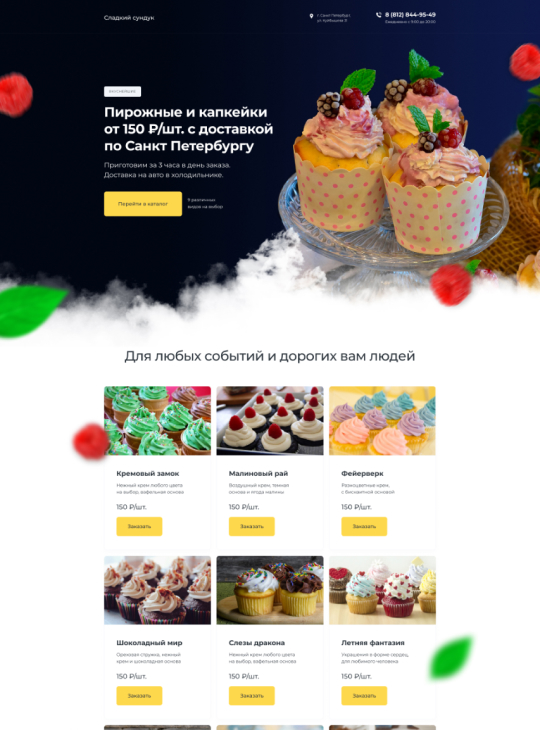 Сладкий сундук
г. Санкт-Петербург,
ул. Куйбышева 9
8 (812) 844-95-49
Ежедневно с 9:00 до 20:00
ВКУСНЕЙШИЕ
Пирожные и капкейки
от 150 ₽/шт. с доставкой
по Санкт Петербургу
Приготовим за 3 часа в день заказа.
Доставка на авто в холодильнике.
Перейти в каталог
9 различных
видов на выбор
Для любых событий и дорогих вам людей
Кремовый замок
Нежный крем любого цвета
на выбор, вафельная основа
150 ₽/шт.
Заказать
Малиновый рай
Воздушный крем, темная
основа и ягода малины
150 ₽/шт.
Заказать
Фейерверк
Разноцветные крем,
с бисквитной основой
150 ₽/шт.
Заказать
Шоколадный мир
Ореховая стружка, нежный
крем и шоколадная основа
150 ₽/шт.
Заказать
Слезы дракона
Нежный крем любого цвета
на выбор, вафельная основа
150 ₽/шт.
Заказать
Летняя фантазия
Украшения в форме сердец,
для любимого человека
150 ₽/шт.
Заказать